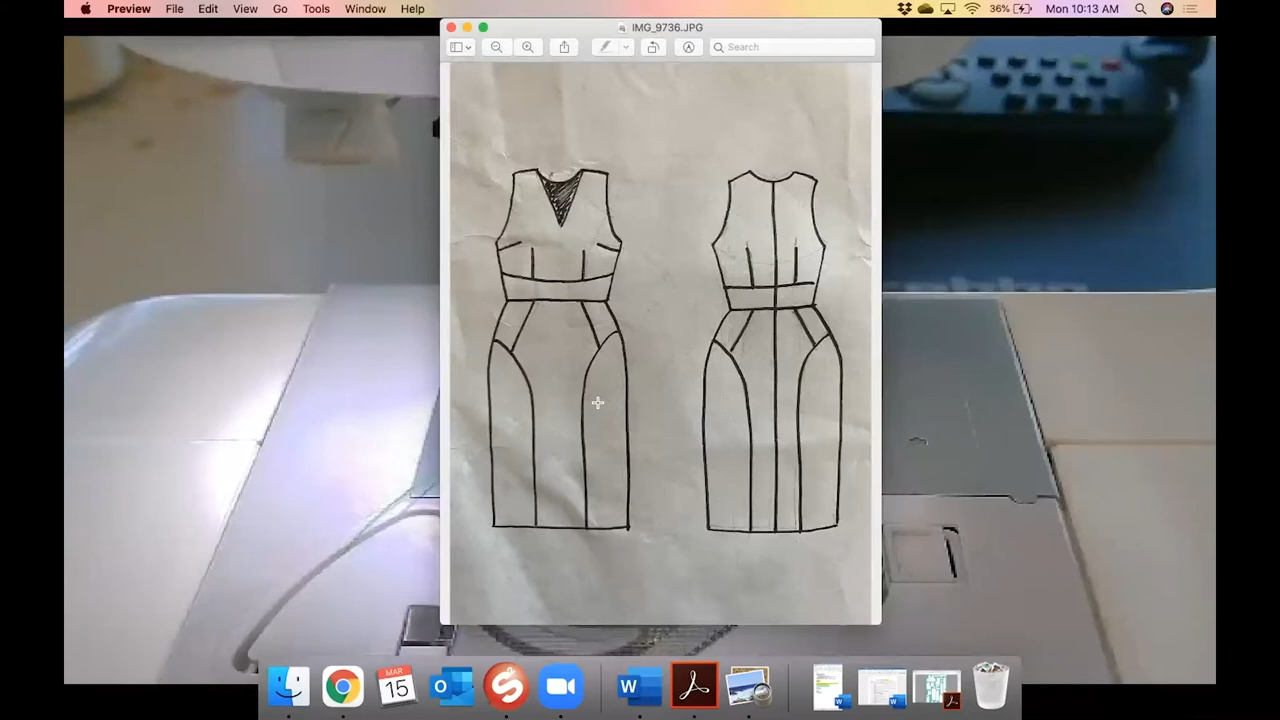 Preview File Edit View Go Tools Window Help 36% Mon 10:13 AM
IMG_9736.JPG
Search
MAR
15